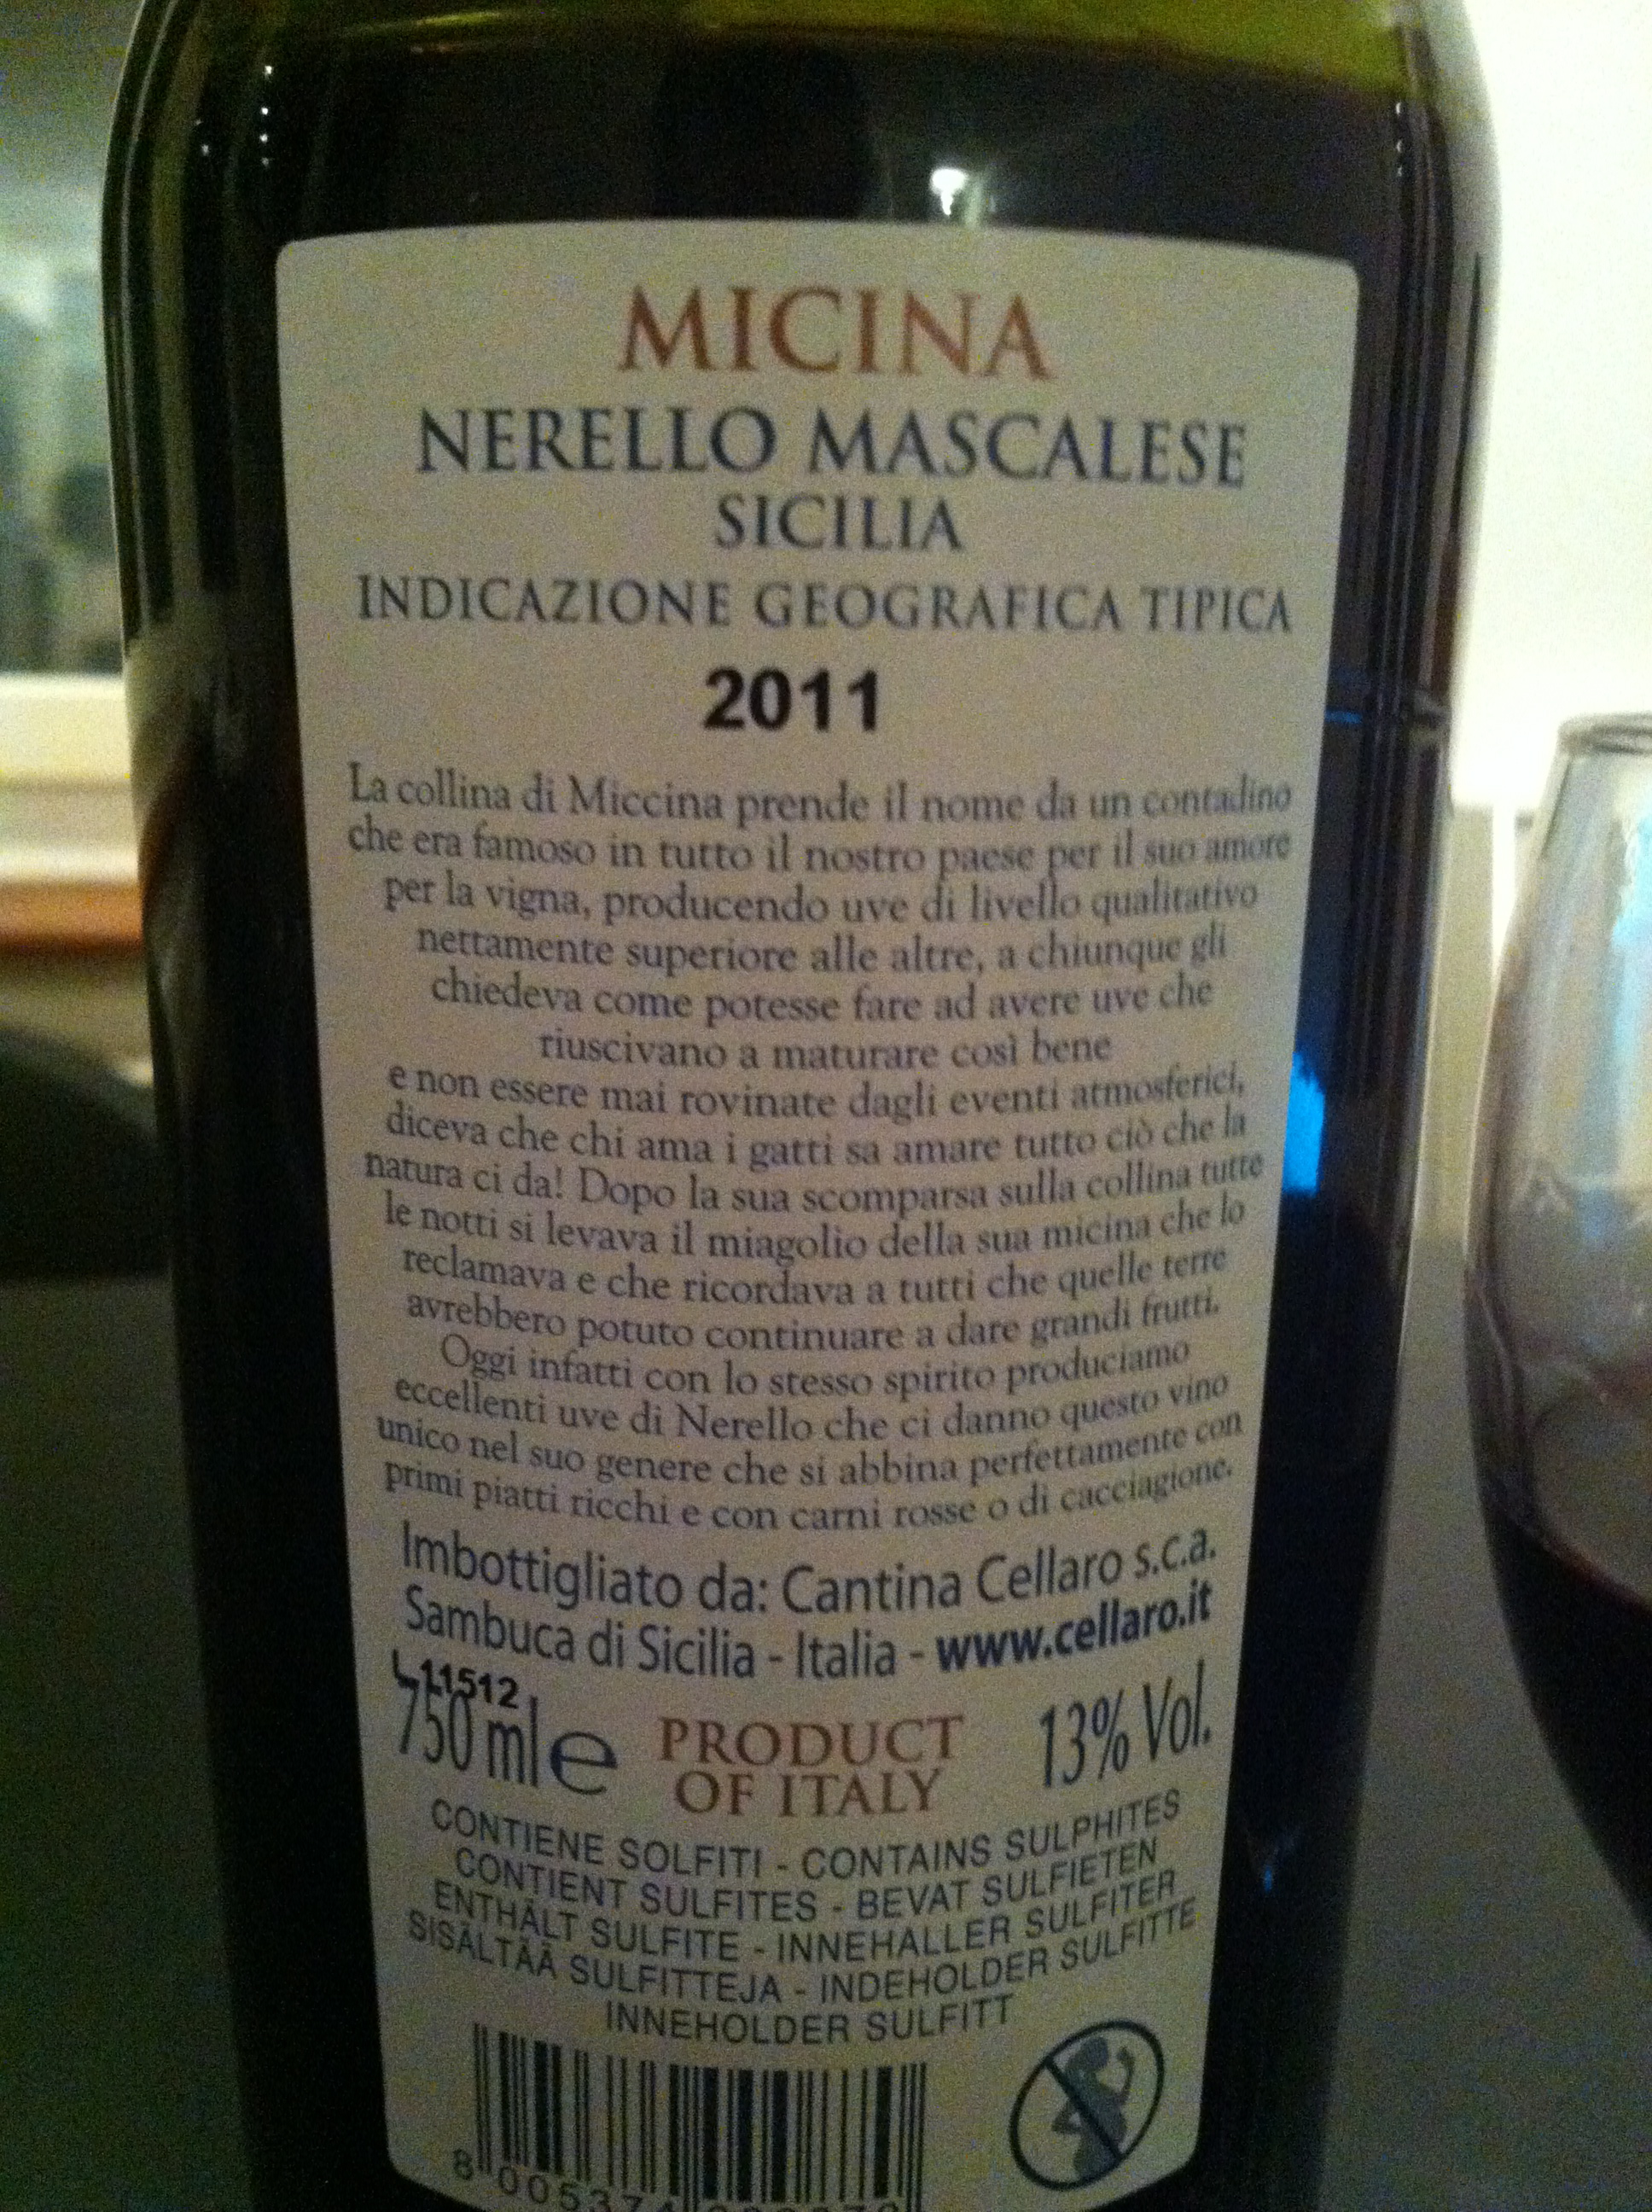 MICINA
NERELLO MASCALESE
SICILIA
INDICAZIONE GEOGRAFICA TIPICA
2011
La collina di Miccina prende il nome da un contadino
che era famoso in tutto il nostro paese per il suo amore
per la vigna, producendo uve di livello qualitativo
nettamente superiore alle altre, a chiunque gli
chiedeva come potesse fare ad avere uve che
riuscivano a maturare così bene
e non essere mai rovinate dagli eventi atmosferici,
diceva che chi ama i gatti sa amare tutto ciò che la
natura ci da! Dopo la sua scomparsa sulla collina tutte
le notti si levava il miagolio della sua micina che lo
reclamava e che ricordava a tutti che quelle terre
avrebbero potuto continuare a dare grandi frutti.
Oggi infatti con lo stesso spirito produciamo
eccellenti uve di Nerello che ci danno questo vino
unico nel suo genere che si abbina perfettamente con
primi piatti ricchi e con carni rosse o di cacciagione.
Imbottigliato da: Cantina Cellaro s.c.a.
Sambuca di Sicilia - Italia - www.cellaro.it
L11512
750 ml e PRODUCT OF ITALY 13% Vol.
CONTIENE SOLFITI - CONTAINS SULPHITES
CONTIENT SULFITES - BEVAT SULFIETEN
ENTHÄLT SULFITE - INNEHALLER SULFITER
SISÄLTÄÄ SULFITTEJA - INDEHOLDER SULFITTE
INNEHOLDER SULFITT
8 005374